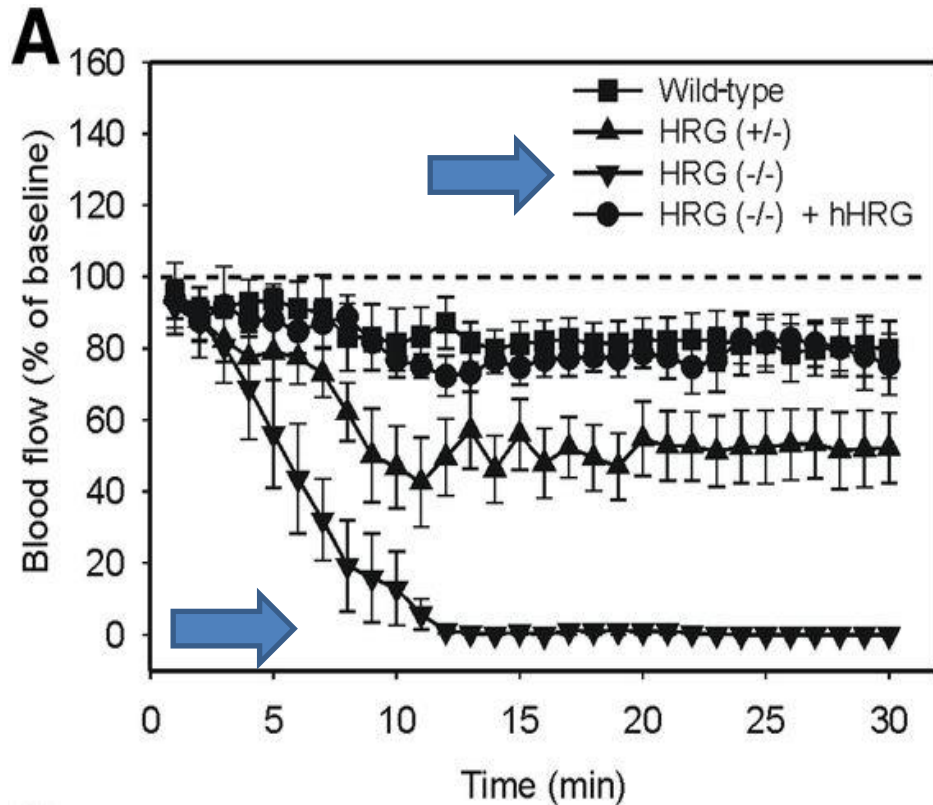 A
160
140
120
100
80
60
40
20
0
Blood flow (% of baseline)
Wild-type
HRG (+/-)
HRG (-/-)
HRG (-/-) + hHRG
0 5 10 15 20 25 30
Time (min)